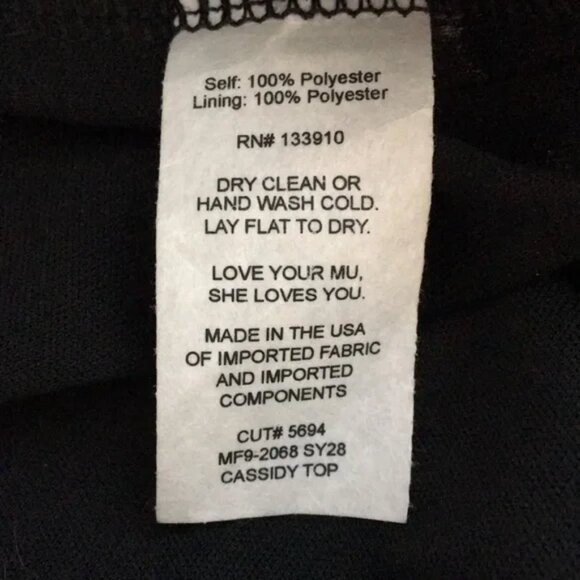 Self: 100% Polyester
Lining: 100% Polyester
RN# 133910
DRY CLEAN OR
HAND WASH COLD.
LAY FLAT TO DRY.
LOVE YOUR MU,
SHE LOVES YOU.
MADE IN THE USA
OF IMPORTED FABRIC
AND IMPORTED
COMPONENTS
CUT# 5694
MF9-2068 SY28
CASSIDY TOP